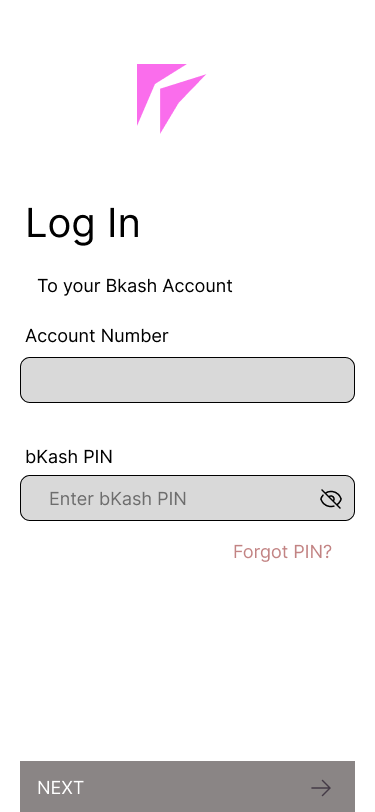 Log In
To your Bkash Account
Account Number
bKash PIN
Enter bKash PIN
Forgot PIN?
NEXT